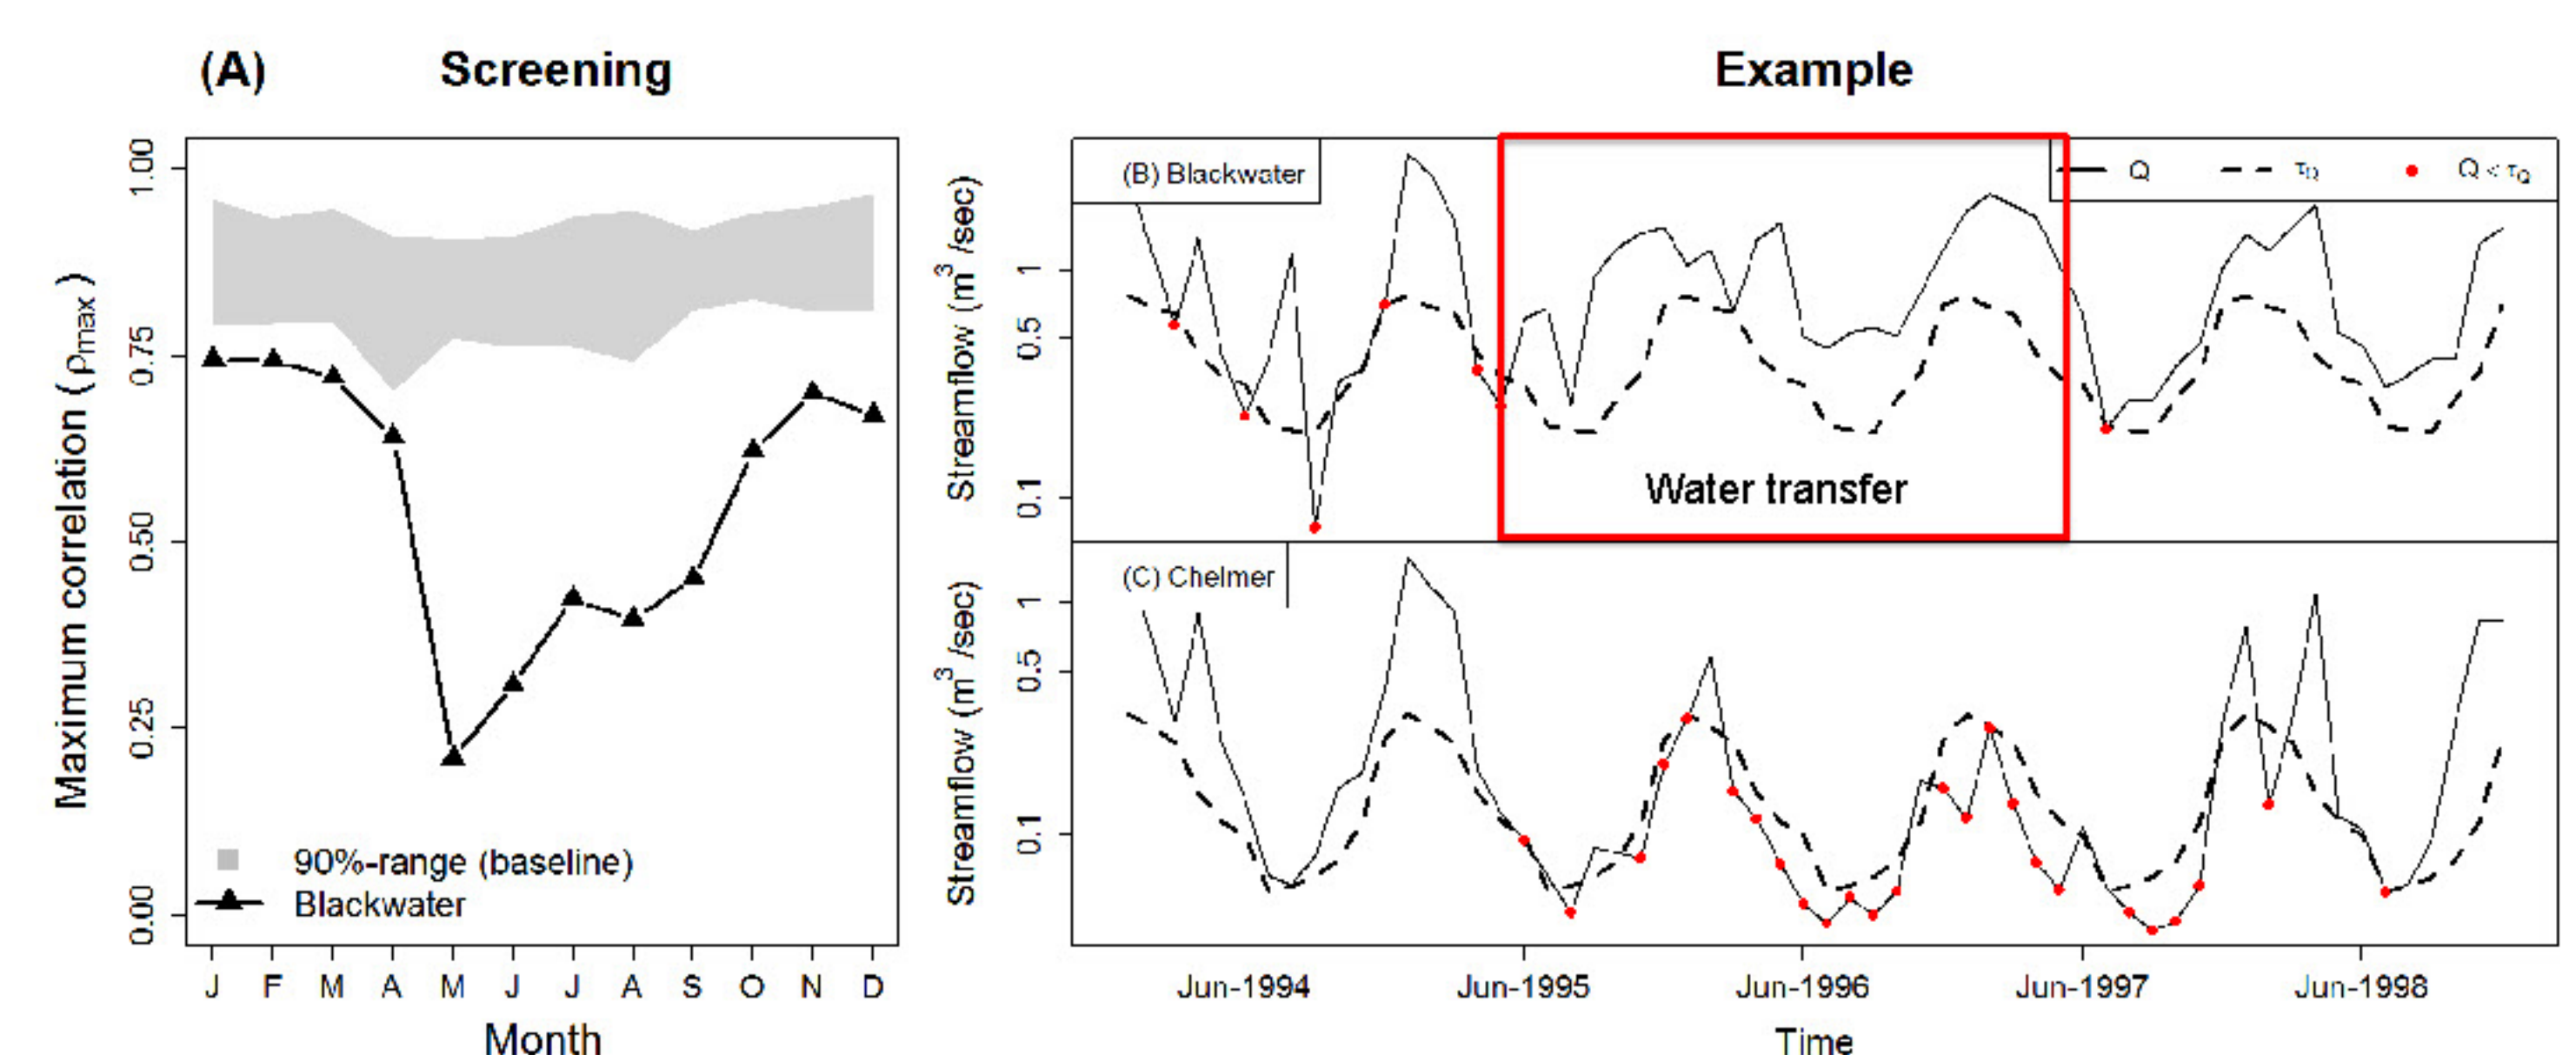 (A) Screening
Example
Maximum correlation (ρmax)
1.00
0.75
0.50
0.25
0.00
90%-range (baseline)
Blackwater
J F M A M J J A S O N D
Month
Streamflow (m³/sec)
1
0.5
0.1
(B) Blackwater
Q τQ Q < τQ
Water transfer
Streamflow (m³/sec)
1
0.5
0.1
(C) Chelmer
Jun-1994 Jun-1995 Jun-1996 Jun-1997 Jun-1998
Time